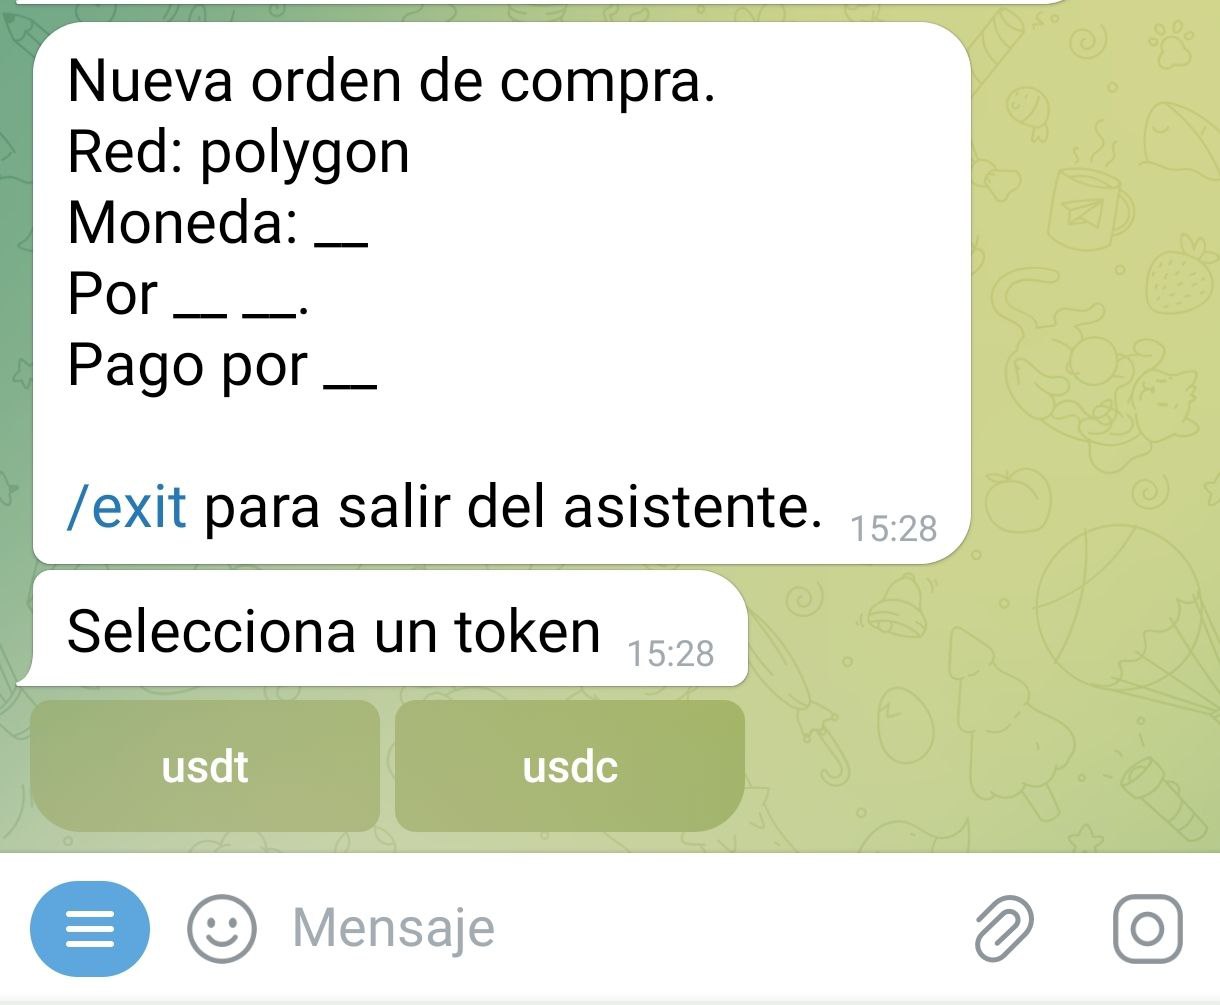 Nueva orden de compra.
Red: polygon
Moneda: __
Por __ __.
Pago por __
/exit para salir del asistente. 15:28
Selecciona un token 15:28
usdt usdc
Mensaje